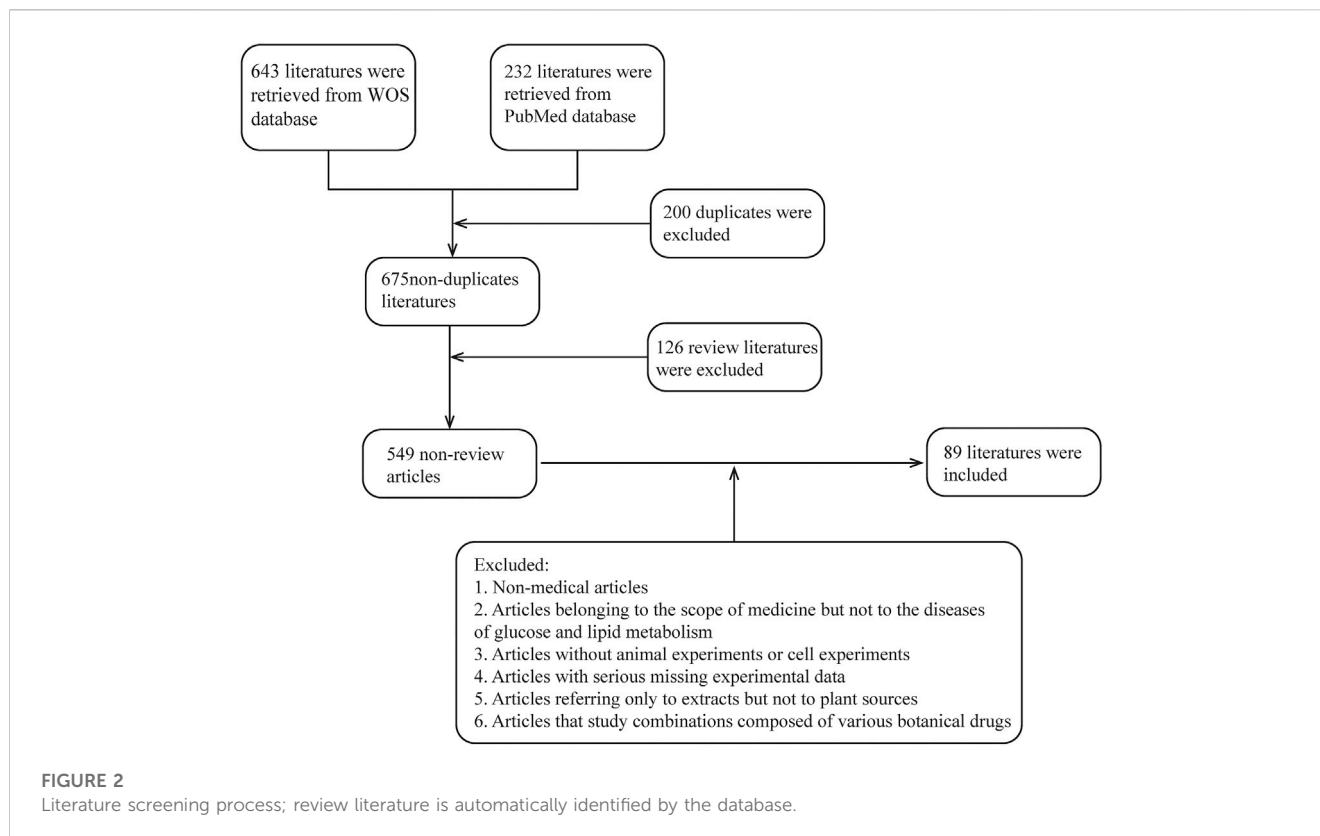 643 literatures were
retrieved from WOS
database
232 literatures were
retrieved from
PubMed database
200 duplicates were
excluded
675non-duplicates
literatures
126 review literatures
were excluded
549 non-review
articles
89 literatures were
included
Excluded:
1. Non-medical articles
2. Articles belonging to the scope of medicine but not to the diseases
of glucose and lipid metabolism
3. Articles without animal experiments or cell experiments
4. Articles with serious missing experimental data
5. Articles referring only to extracts but not to plant sources
6. Articles that study combinations composed of various botanical drugs
FIGURE 2
Literature screening process; review literature is automatically identified by the database.